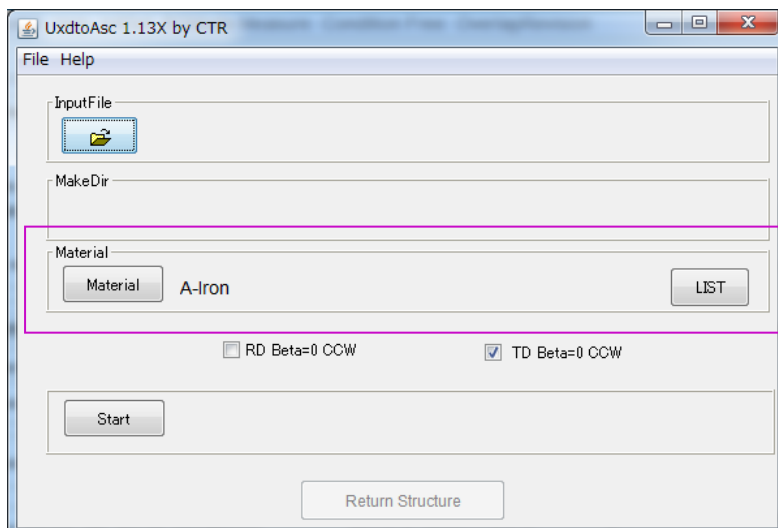 UxdtoAsc 1.13X by CTR
File Help
InputFile
MakeDir
Material
Material A-Iron LIST
RD Beta=0 CCW TD Beta=0 CCW
Start
Return Structure